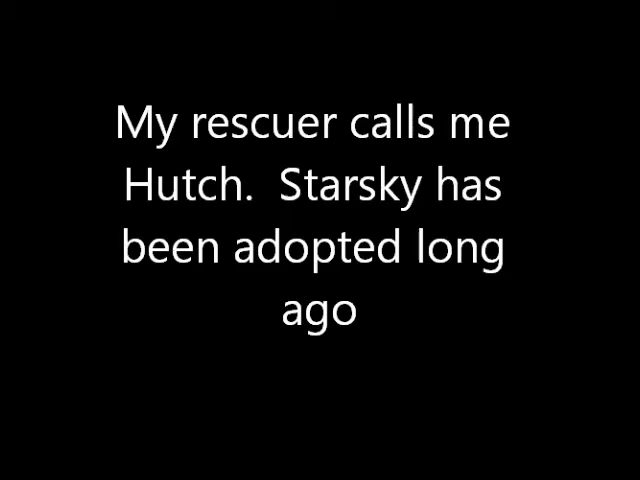 My rescuer calls me
Hutch.  Starsky has
been adopted long
ago